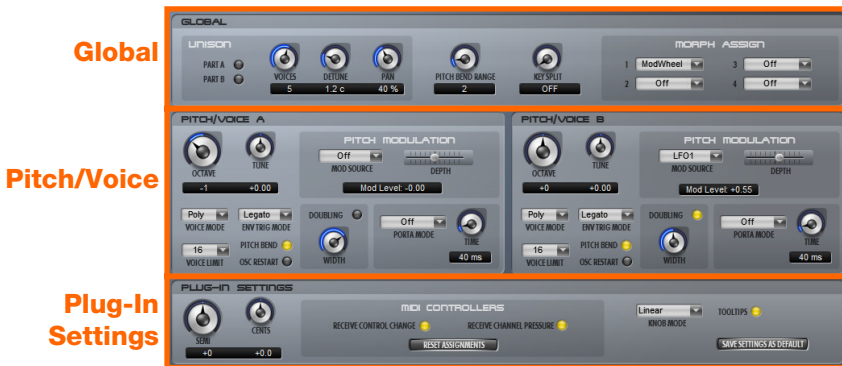 Global
GLOBAL
UNISON
PART A
PART B
VOICES
5
DETUNE
1.2 c
PAN
40 %
PITCH BEND RANGE
2
KEY SPLIT
OFF
MORPH ASSIGN
1 ModWheel
3 Off
2 Off
4 Off
Pitch/Voice
PITCH/VOICE A
OCTAVE
-1
TUNE
+0.00
PITCH MODULATION
Off
MOD SOURCE
DEPTH
Mod Level: -0.00
Poly
VOICE MODE
Legato
ENV TRIG MODE
16
VOICE LIMIT
PITCH BEND
OSC RESTART
DOUBLING
WIDTH
Off
PORTA MODE
TIME
40 ms
PITCH/VOICE B
OCTAVE
+0
TUNE
+0.00
PITCH MODULATION
LFO1
MOD SOURCE
DEPTH
Mod Level: +0.55
Poly
VOICE MODE
Legato
ENV TRIG MODE
16
VOICE LIMIT
PITCH BEND
OSC RESTART
DOUBLING
WIDTH
Off
PORTA MODE
TIME
40 ms
Plug-In
Settings
PLUG-IN SETTINGS
SEMI
+0
CENTS
+0.0
MIDI CONTROLLERS
RECEIVE CONTROL CHANGE
RECEIVE CHANNEL PRESSURE
RESET ASSIGNMENTS
Linear
KNOB MODE
TOOLTIPS
SAVE SETTINGS AS DEFAULT